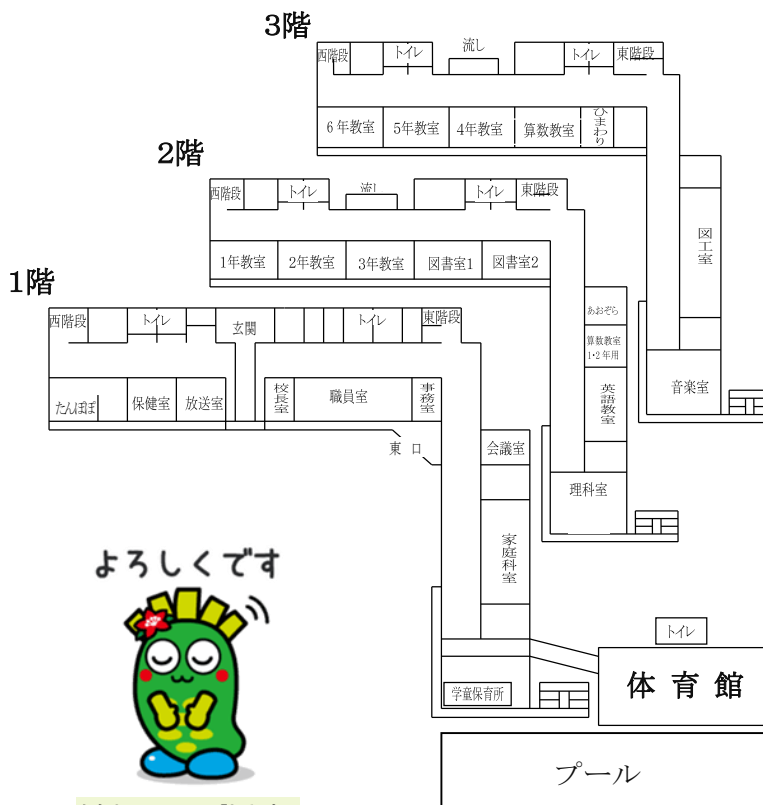 3階
西階段 トイレ 流し トイレ 東階段
6年教室 5年教室 4年教室 算数教室 ひまわり
図工室
音楽室
2階
西階段 トイレ 流し トイレ 東階段
1年教室 2年教室 3年教室 図書室1 図書室2
あおぞら
算数教室
1・2年用
英語教室
理科室
1階
西階段 トイレ 玄関 トイレ 東階段
たんぽぽ 保健室 放送室 校長室 職員室 事務室
東 口
会議室
家庭科室
学童保育所
トイレ
体育館
プール
よろしくです